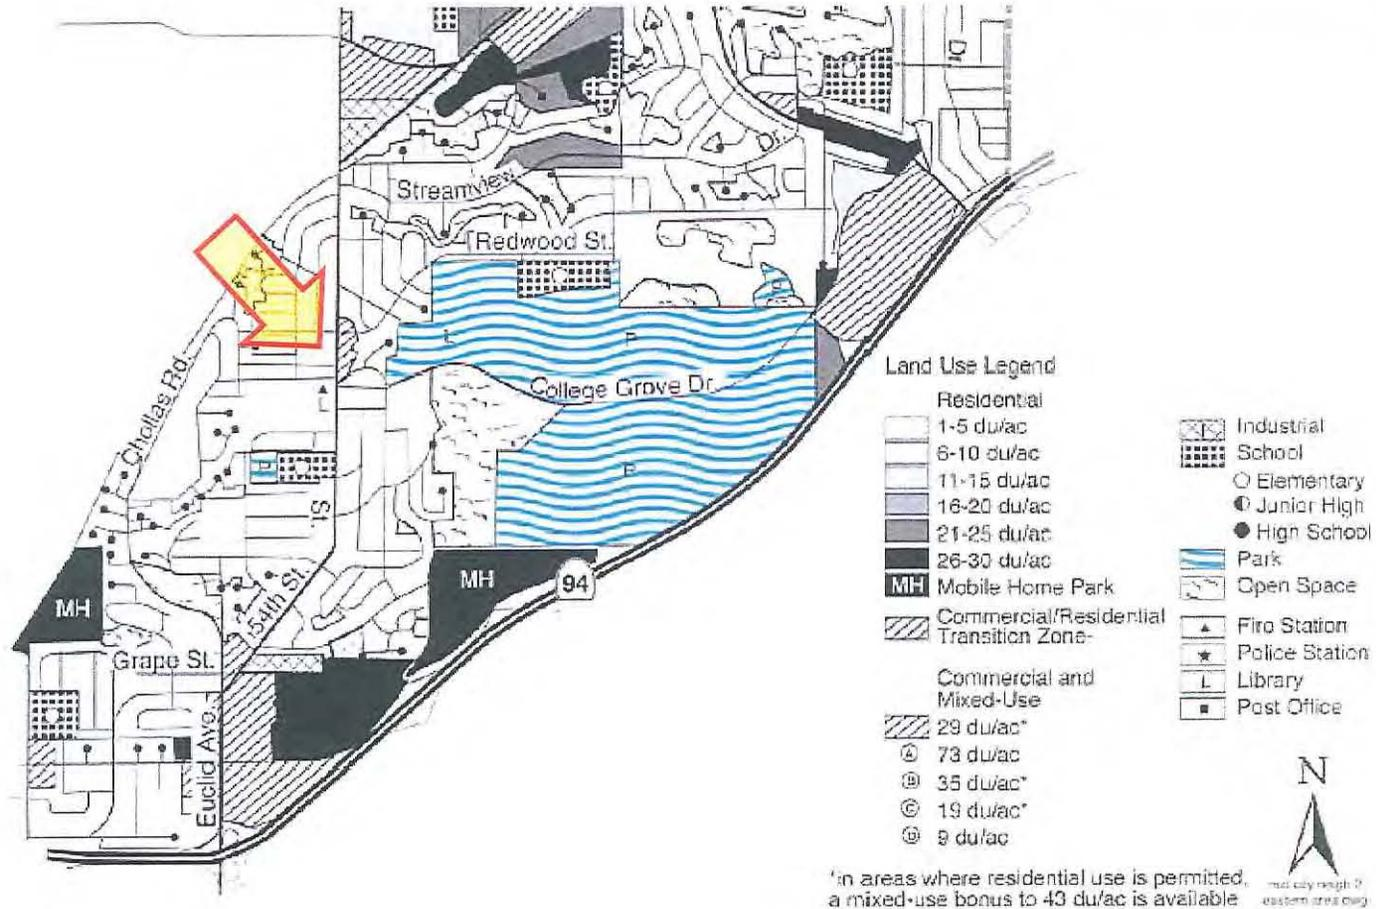 Dr
Dr.
Streamview
Redwood St.
L
P
College Grove Dr.
Chollas Rd.
L
P
P
St.
MH
94
MH
54th St.
Grape St.
Euclid Ave.
Land Use Legend
Residential
1-5 du/ac
6-10 du/ac
11-15 du/ac
16-20 du/ac
21-25 du/ac
26-30 du/ac
MH Mobile Home Park
Commercial/Residential
Transition Zone-
Commercial and
Mixed-Use
29 du/ac*
A 73 du/ac
B 35 du/ac*
C 19 du/ac*
D 9 du/ac
I Industrial
School
Elementary
Junior High
High School
Park
Open Space
Fire Station
Police Station
L Library
Post Office
N
*in areas where residential use is permitted,
a mixed-use bonus to 43 du/ac is available
eastern area